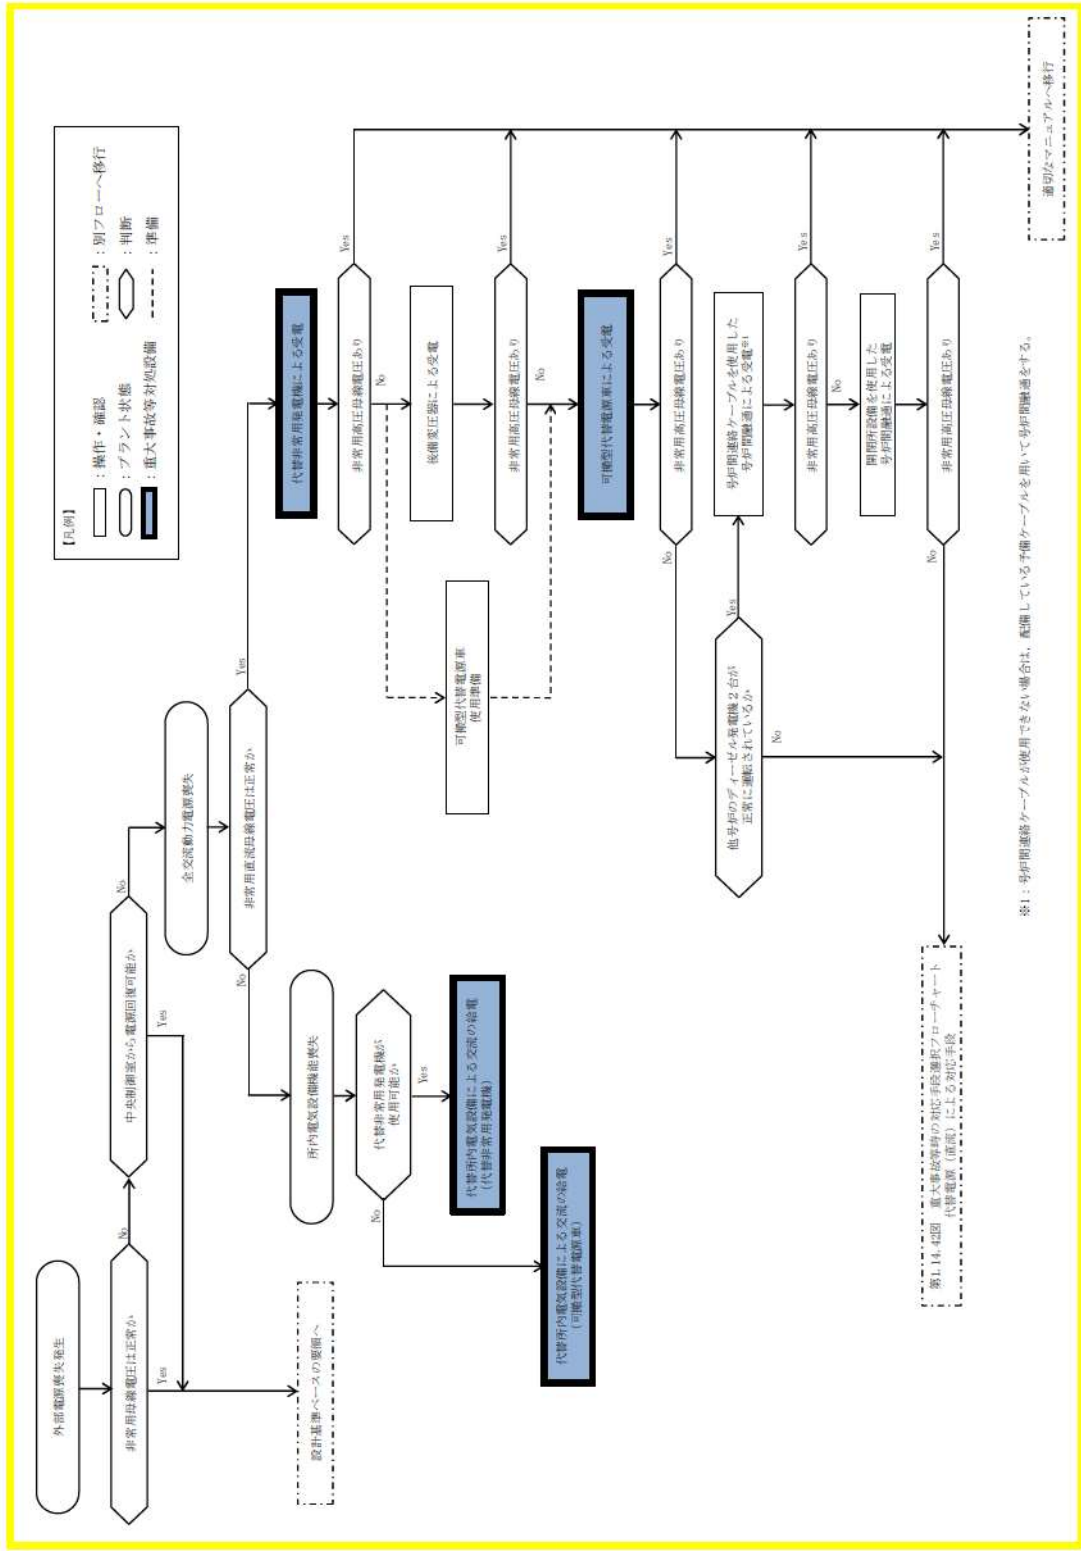 【凡例】
：操作・確認
：プラント状態
：重大事故等対処設備
：別フローへ移行
：判断
：準備
外部電源喪失発生
非常用母線電圧は正常か
No
Yes
中央制御室から電源回復可能か
No
Yes
設計基準ベースの要領へ
全交流動力電源喪失
非常用直流母線電圧は正常か
No
Yes
所内電気設備機能喪失
代替非常用発電機が
使用可能か
No
Yes
代替所内電気設備による交流の給電
（代替非常用発電機）
代替所内電気設備による交流の給電
（可搬型代替電源車）
代替非常用発電機による受電
非常用高圧母線電圧あり
Yes
No
後備変圧器による受電
可搬型代替電源車
使用準備
非常用高圧母線電圧あり
Yes
No
可搬型代替電源車による受電
非常用高圧母線電圧あり
Yes
No
他号炉のディーゼル発電機２台が
正常に運転されているか
Yes
No
号炉間連絡ケーブルを使用した
号炉間融通による受電※1
非常用高圧母線電圧あり
Yes
No
開閉所設備を使用した
号炉間融通による受電
非常用高圧母線電圧あり
Yes
No
第1.14.42図　重大事故等時の対応手段選択フローチャート
代替電源（直流）による対応手段
適切なマニュアルへ移行
※1：号炉間連絡ケーブルが使用できない場合は，配備している予備ケーブルを用いて号炉間融通をする。